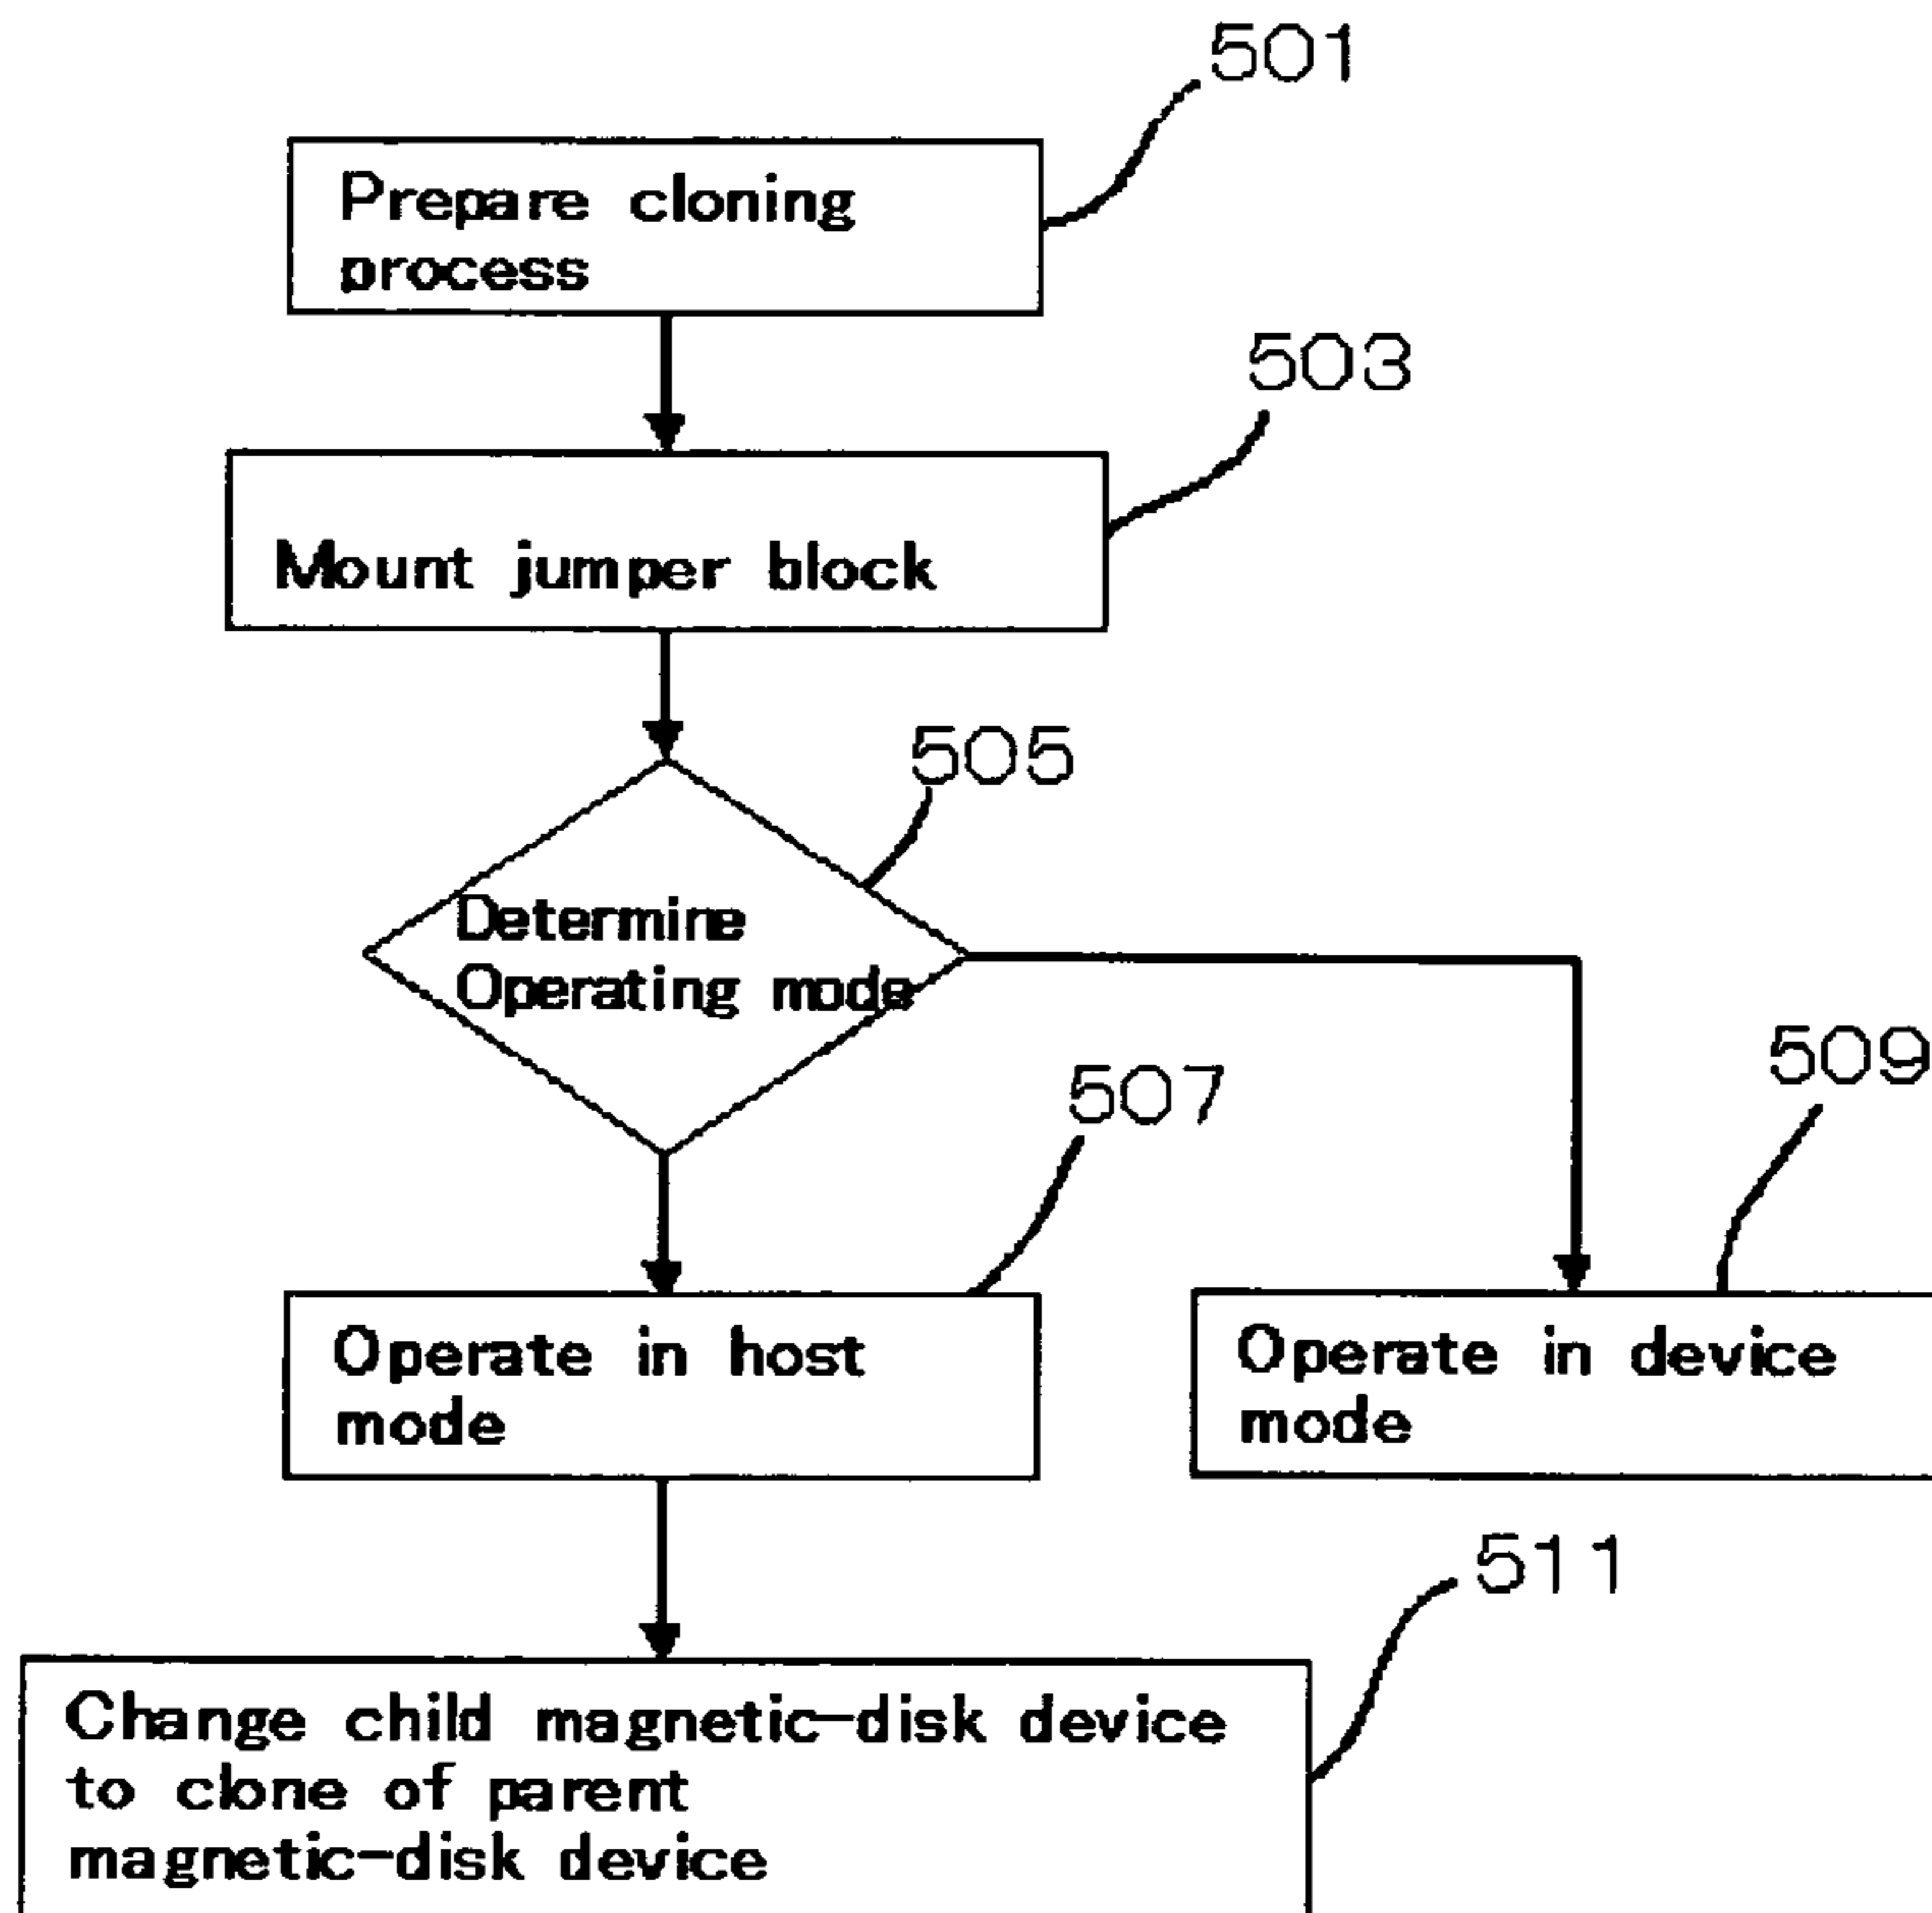 501
Prepare cloning
process
503
Mount jumper block
505
Determine
Operating mode
507
509
Operate in host
mode
Operate in device
mode
511
Change child magnetic-disk device
to clone of parent
magnetic-disk device